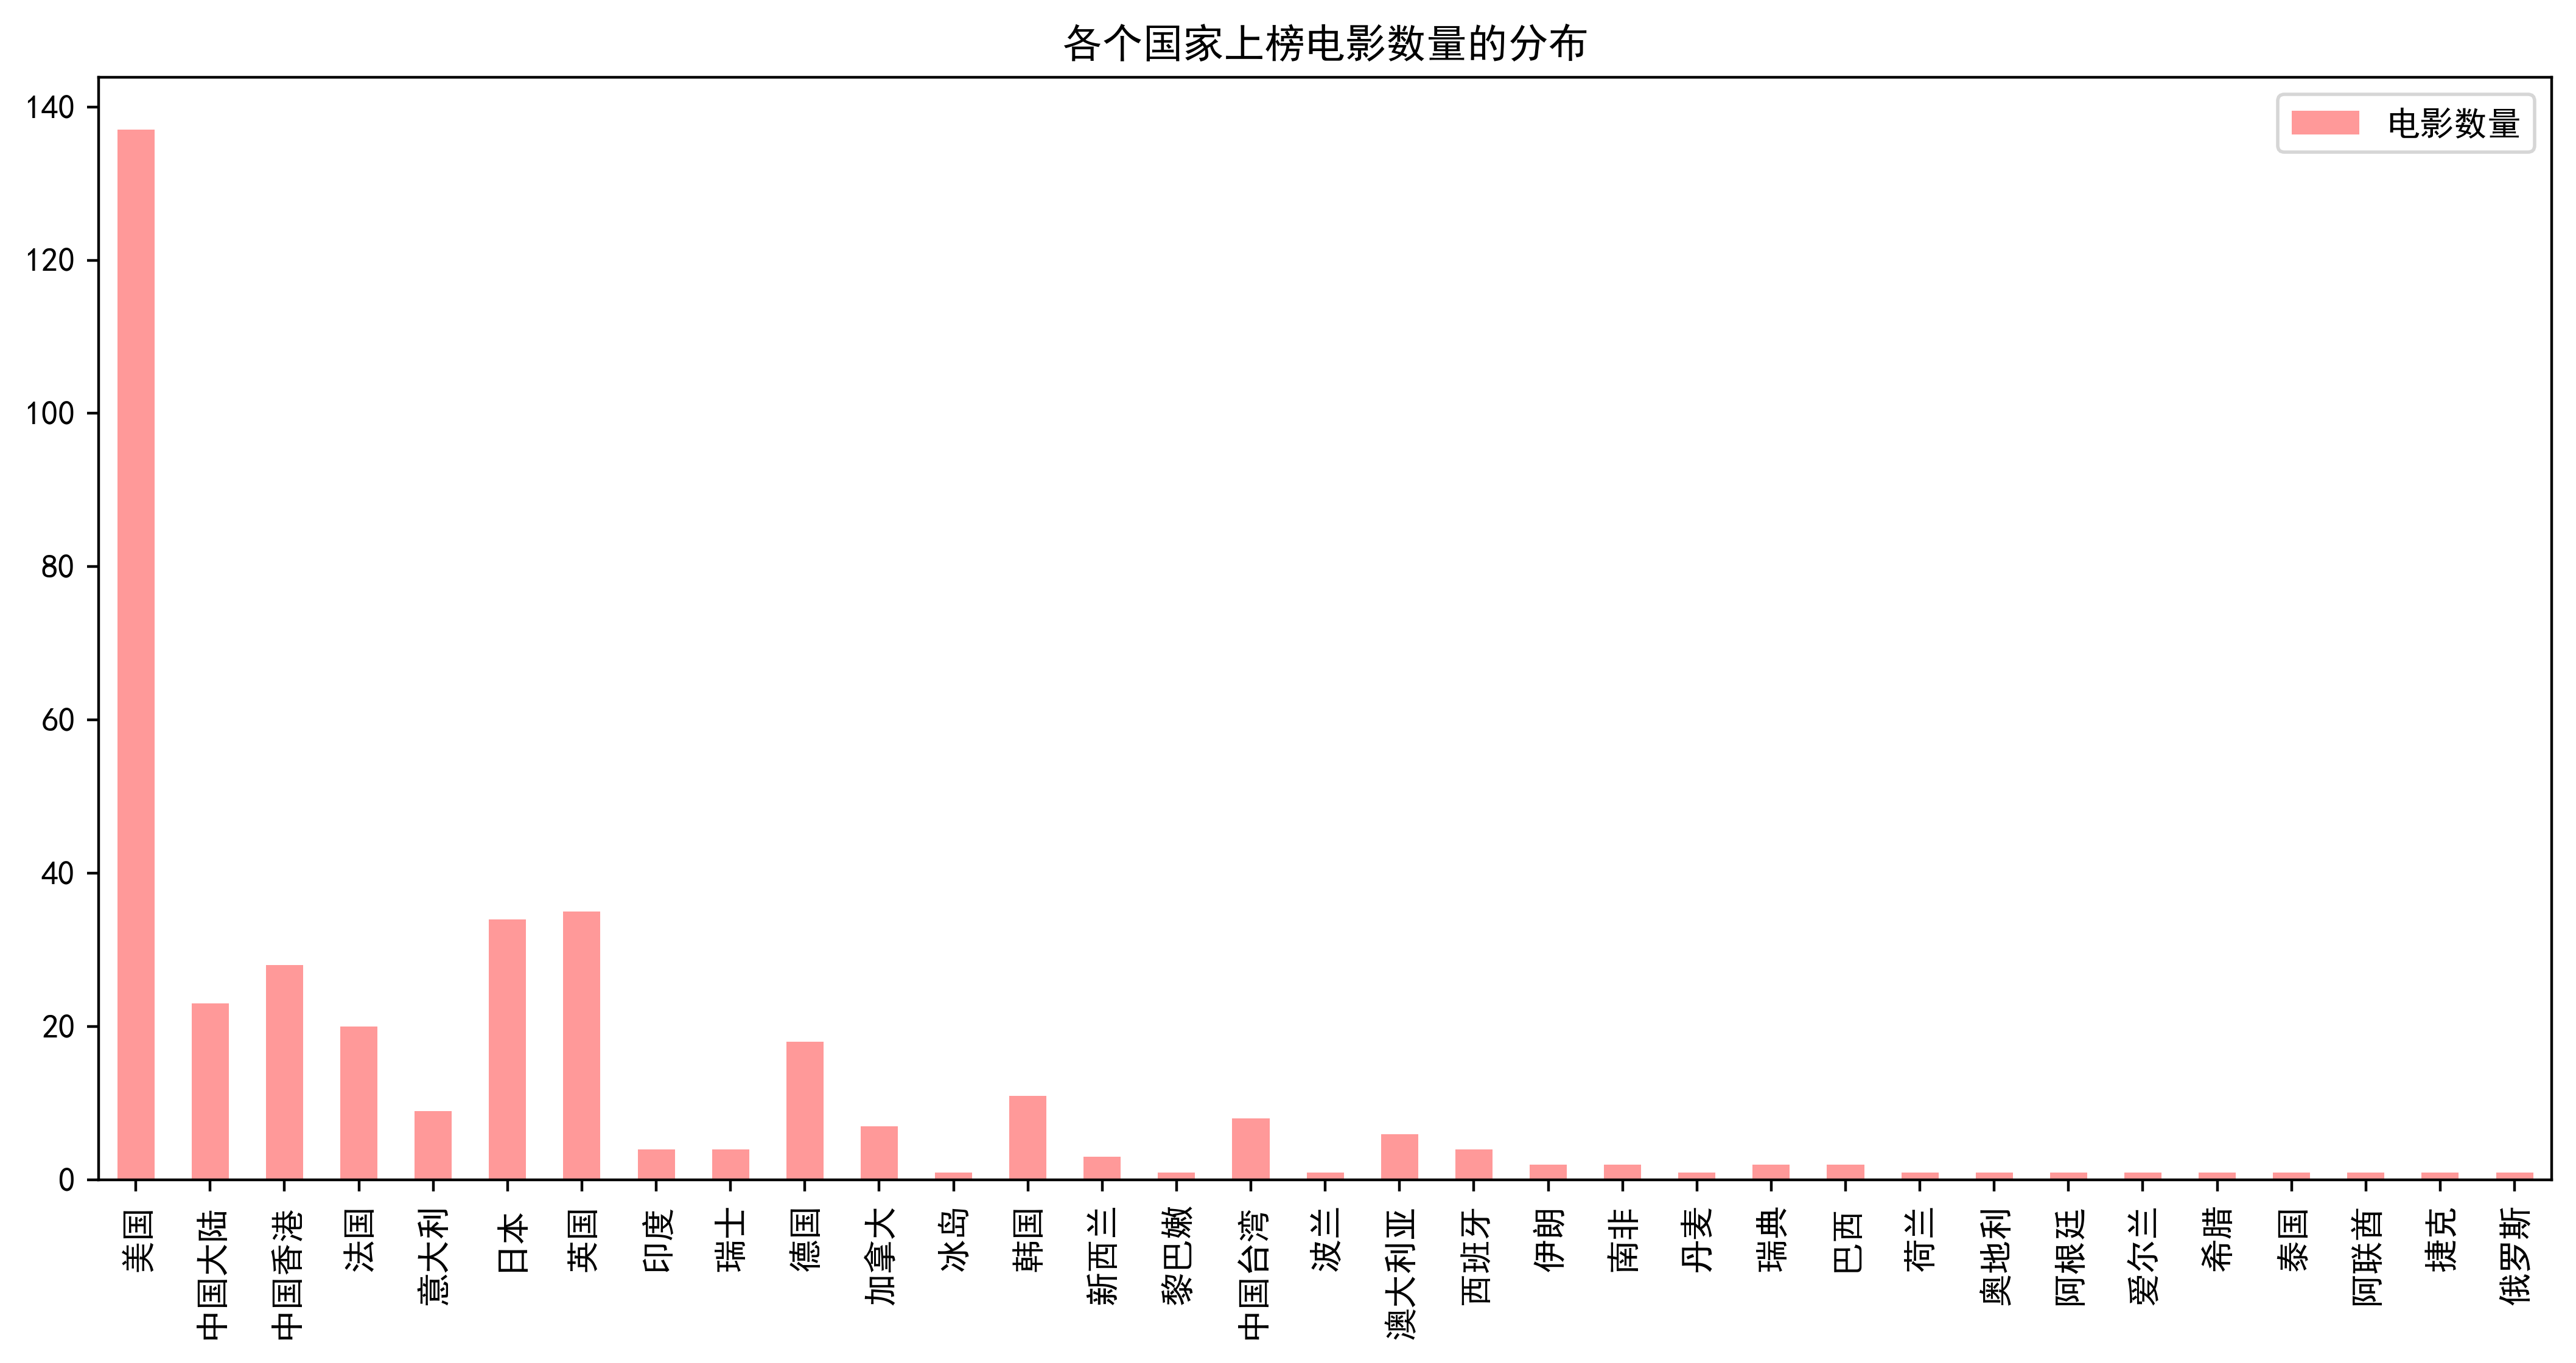 各个国家上榜电影数量的分布
电影数量
140
120
100
80
60
40
20
0
美国
中国大陆
中国香港
法国
意大利
日本
英国
印度
瑞士
德国
加拿大
冰岛
韩国
新西兰
黎巴嫩
中国台湾
波兰
澳大利亚
西班牙
伊朗
南非
丹麦
瑞典
巴西
荷兰
奥地利
阿根廷
爱尔兰
希腊
泰国
阿联酋
捷克
俄罗斯